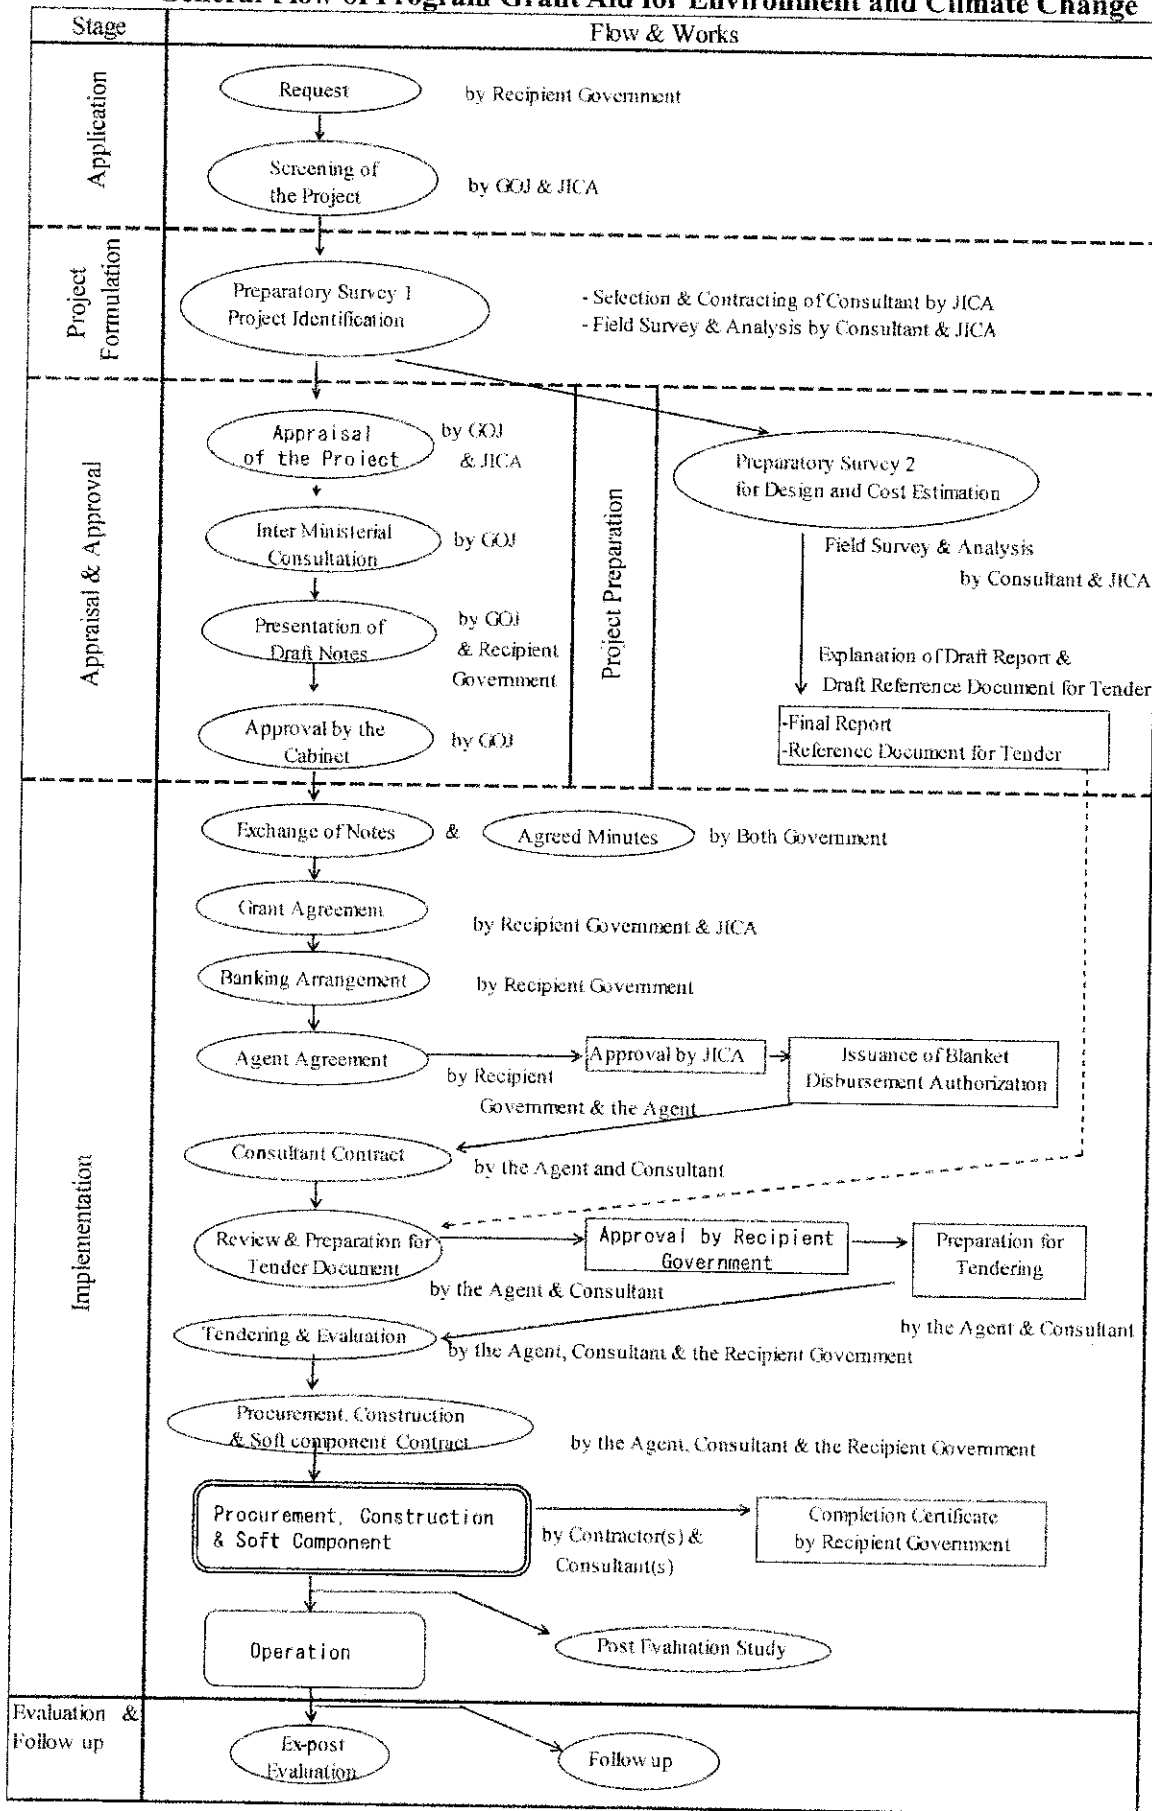 General Flow of Program Grant Aid for Environment and Climate Change
Stage
Flow & Works
Application
Request
by Recipient Government
Screening of
the Project
by GOJ & JICA
Project
Formulation
Preparatory Survey 1
Project Identification
- Selection & Contracting of Consultant by JICA
- Field Survey & Analysis by Consultant & JICA
Appraisal & Approval
Appraisal
of the Project
by GOJ
& JICA
Inter Ministerial
Consultation
by GOJ
Presentation of
Draft Notes
by GOJ
& Recipient
Government
Approval by the
Cabinet
by GOJ
Project Preparation
Preparatory Survey 2
for Design and Cost Estimation
Field Survey & Analysis
by Consultant & JICA
Explanation of Draft Report &
Draft Referrence Document for Tender
-Final Report
-Reference Document for Tender
Implementation
Exchange of Notes
&
Agreed Minutes
by Both Government
Grant Agreement
by Recipient Government & JICA
Banking Arrangement
by Recipient Government
Agent Agreement
by Recipient
Government & the Agent
Approval by JICA
Issuance of Blanket
Disbursement Authorization
Consultant Contract
by the Agent and Consultant
Review & Preparation for
Tender Document
by the Agent & Consultant
Approval by Recipient
Government
Preparation for
Tendering
by the Agent & Consultant
Tendering & Evaluation
by the Agent, Consultant & the Recipient Government
Procurement, Construction
& Soft component Contract
by the Agent, Consultant & the Recipient Government
Procurement, Construction
& Soft Component
by Contractor(s) &
Consultant(s)
Completion Certificate
by Recipient Government
Operation
Post Evaluation Study
Evaluation &
Follow up
Ex-post
Evaluation
Follow up